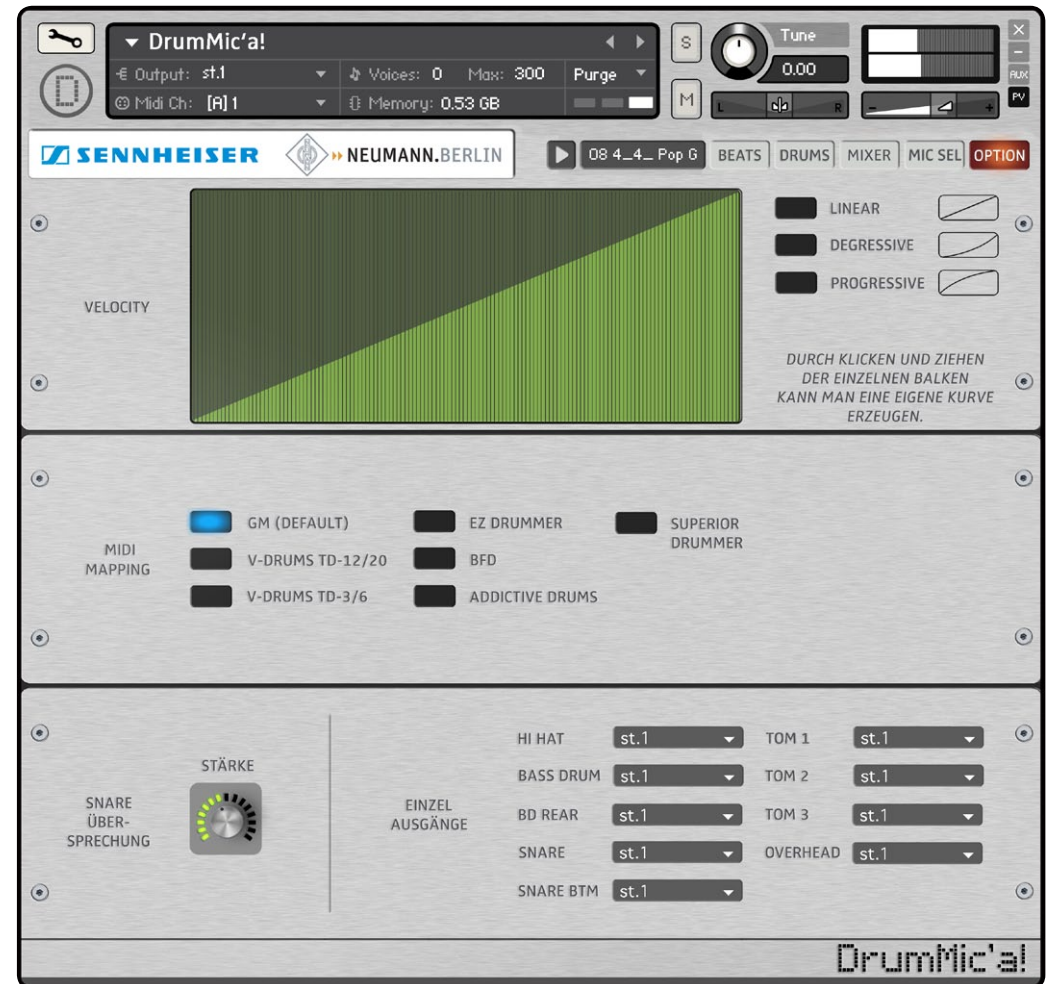 DrumMic'a!
S
Tune
×
–
Output: st.1
Voices: 0 Max: 300
Purge
0.00
AUX
Midi Ch: [A] 1
Memory: 0.53 GB
M
L R
- +
PV
SENNHEISER
NEUMANN.BERLIN
08 4_4_ Pop G
BEATS
DRUMS
MIXER
MIC SEL
OPTION
VELOCITY
LINEAR
DEGRESSIVE
PROGRESSIVE
DURCH KLICKEN UND ZIEHEN
DER EINZELNEN BALKEN
KANN MAN EINE EIGENE KURVE
ERZEUGEN.
MIDI
MAPPING
GM (DEFAULT)
V-DRUMS TD-12/20
V-DRUMS TD-3/6
EZ DRUMMER
BFD
ADDICTIVE DRUMS
SUPERIOR
DRUMMER
SNARE
ÜBER-
SPRECHUNG
STÄRKE
EINZEL
AUSGÄNGE
HI HAT st.1
BASS DRUM st.1
BD REAR st.1
SNARE st.1
SNARE BTM st.1
TOM 1 st.1
TOM 2 st.1
TOM 3 st.1
OVERHEAD st.1
DrumMic'a!